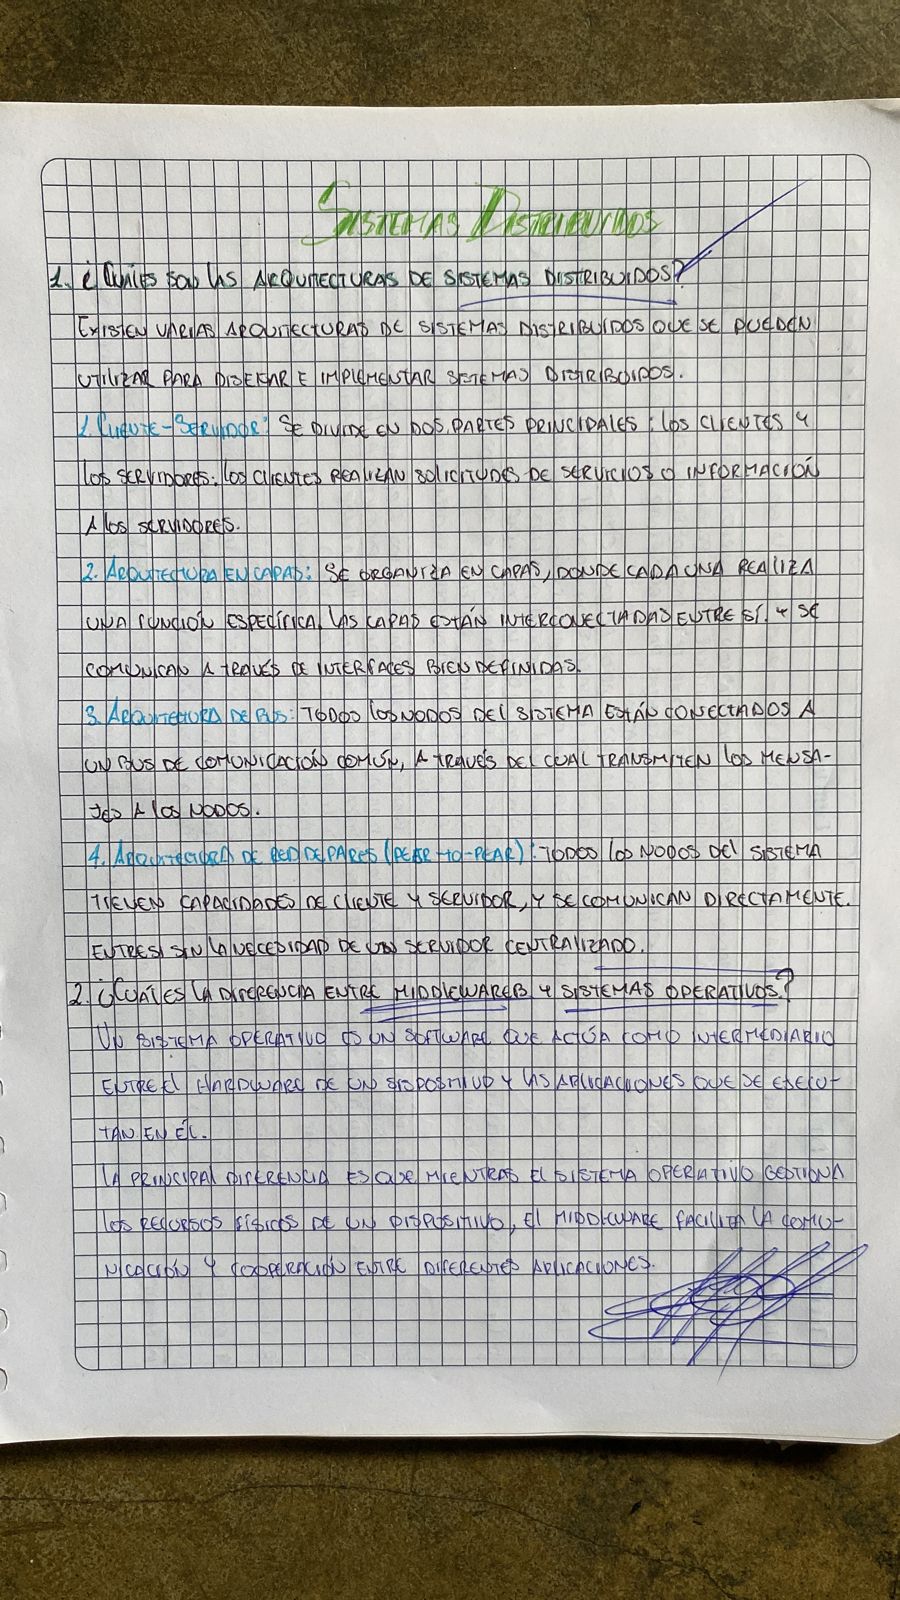 SISTEMAS DISTRIBUIDOS
1. ¿Cuáles son las ARQUITECTURAS DE SISTEMAS DISTRIBUIDOS?
EXISTEN VARIAS ARQUITECTURAS DE SISTEMAS DISTRIBUIDOS QUE SE PUEDEN
UTILIZAR PARA DISEÑAR E IMPLEMENTAR SISTEMAS DISTRIBUIDOS.
1. CLIENTE-SERVIDOR: SE DIVIDE EN DOS PARTES PRINCIPALES: LOS CLIENTES Y
LOS SERVIDORES. LOS CLIENTES REALIZAN SOLICITUDES DE SERVICIOS O INFORMACIÓN
A LOS SERVIDORES.
2. ARQUITECTURA EN CAPAS: SE ORGANIZA EN CAPAS, DONDE CADA UNA REALIZA
UNA FUNCIÓN ESPECÍFICA. LAS CAPAS ESTÁN INTERCONECTADAS ENTRE SÍ Y SE
COMUNICAN A TRAVÉS DE INTERFACES BIEN DEFINIDAS.
3. ARQUITECTURA DE BUS: TODOS LOS NODOS DEL SISTEMA ESTÁN CONECTADOS A
UN BUS DE COMUNICACIÓN COMÚN, A TRAVÉS DEL CUAL TRANSMITEN LOS MENSA-
JES A LOS NODOS.
4. ARQUITECTURA DE RED DE PARES (PEAR-TO-PEAR): TODOS LOS NODOS DEL SISTEMA
TIENEN CAPACIDADES DE CLIENTE Y SERVIDOR, Y SE COMUNICAN DIRECTAMENTE
ENTRE SI SIN LA NECESIDAD DE UN SERVIDOR CENTRALIZADO.
2. ¿CUÁL ES LA DIFERENCIA ENTRE MIDDLEWARES Y SISTEMAS OPERATIVOS?
UN SISTEMA OPERATIVO ES UN SOFTWARE QUE ACTÚA COMO INTERMEDIARIO
ENTRE EL HARDWARE DE UN DISPOSITIVO Y LAS APLICACIONES QUE SE EJECU-
TAN EN ÉL.
LA PRINCIPAL DIFERENCIA ES QUE MIENTRAS EL SISTEMA OPERATIVO GESTIONA
LOS RECURSOS FÍSICOS DE UN DISPOSITIVO, EL MIDDLEWARE FACILITA LA COMU-
NICACIÓN Y COOPERACIÓN ENTRE DIFERENTES APLICACIONES.